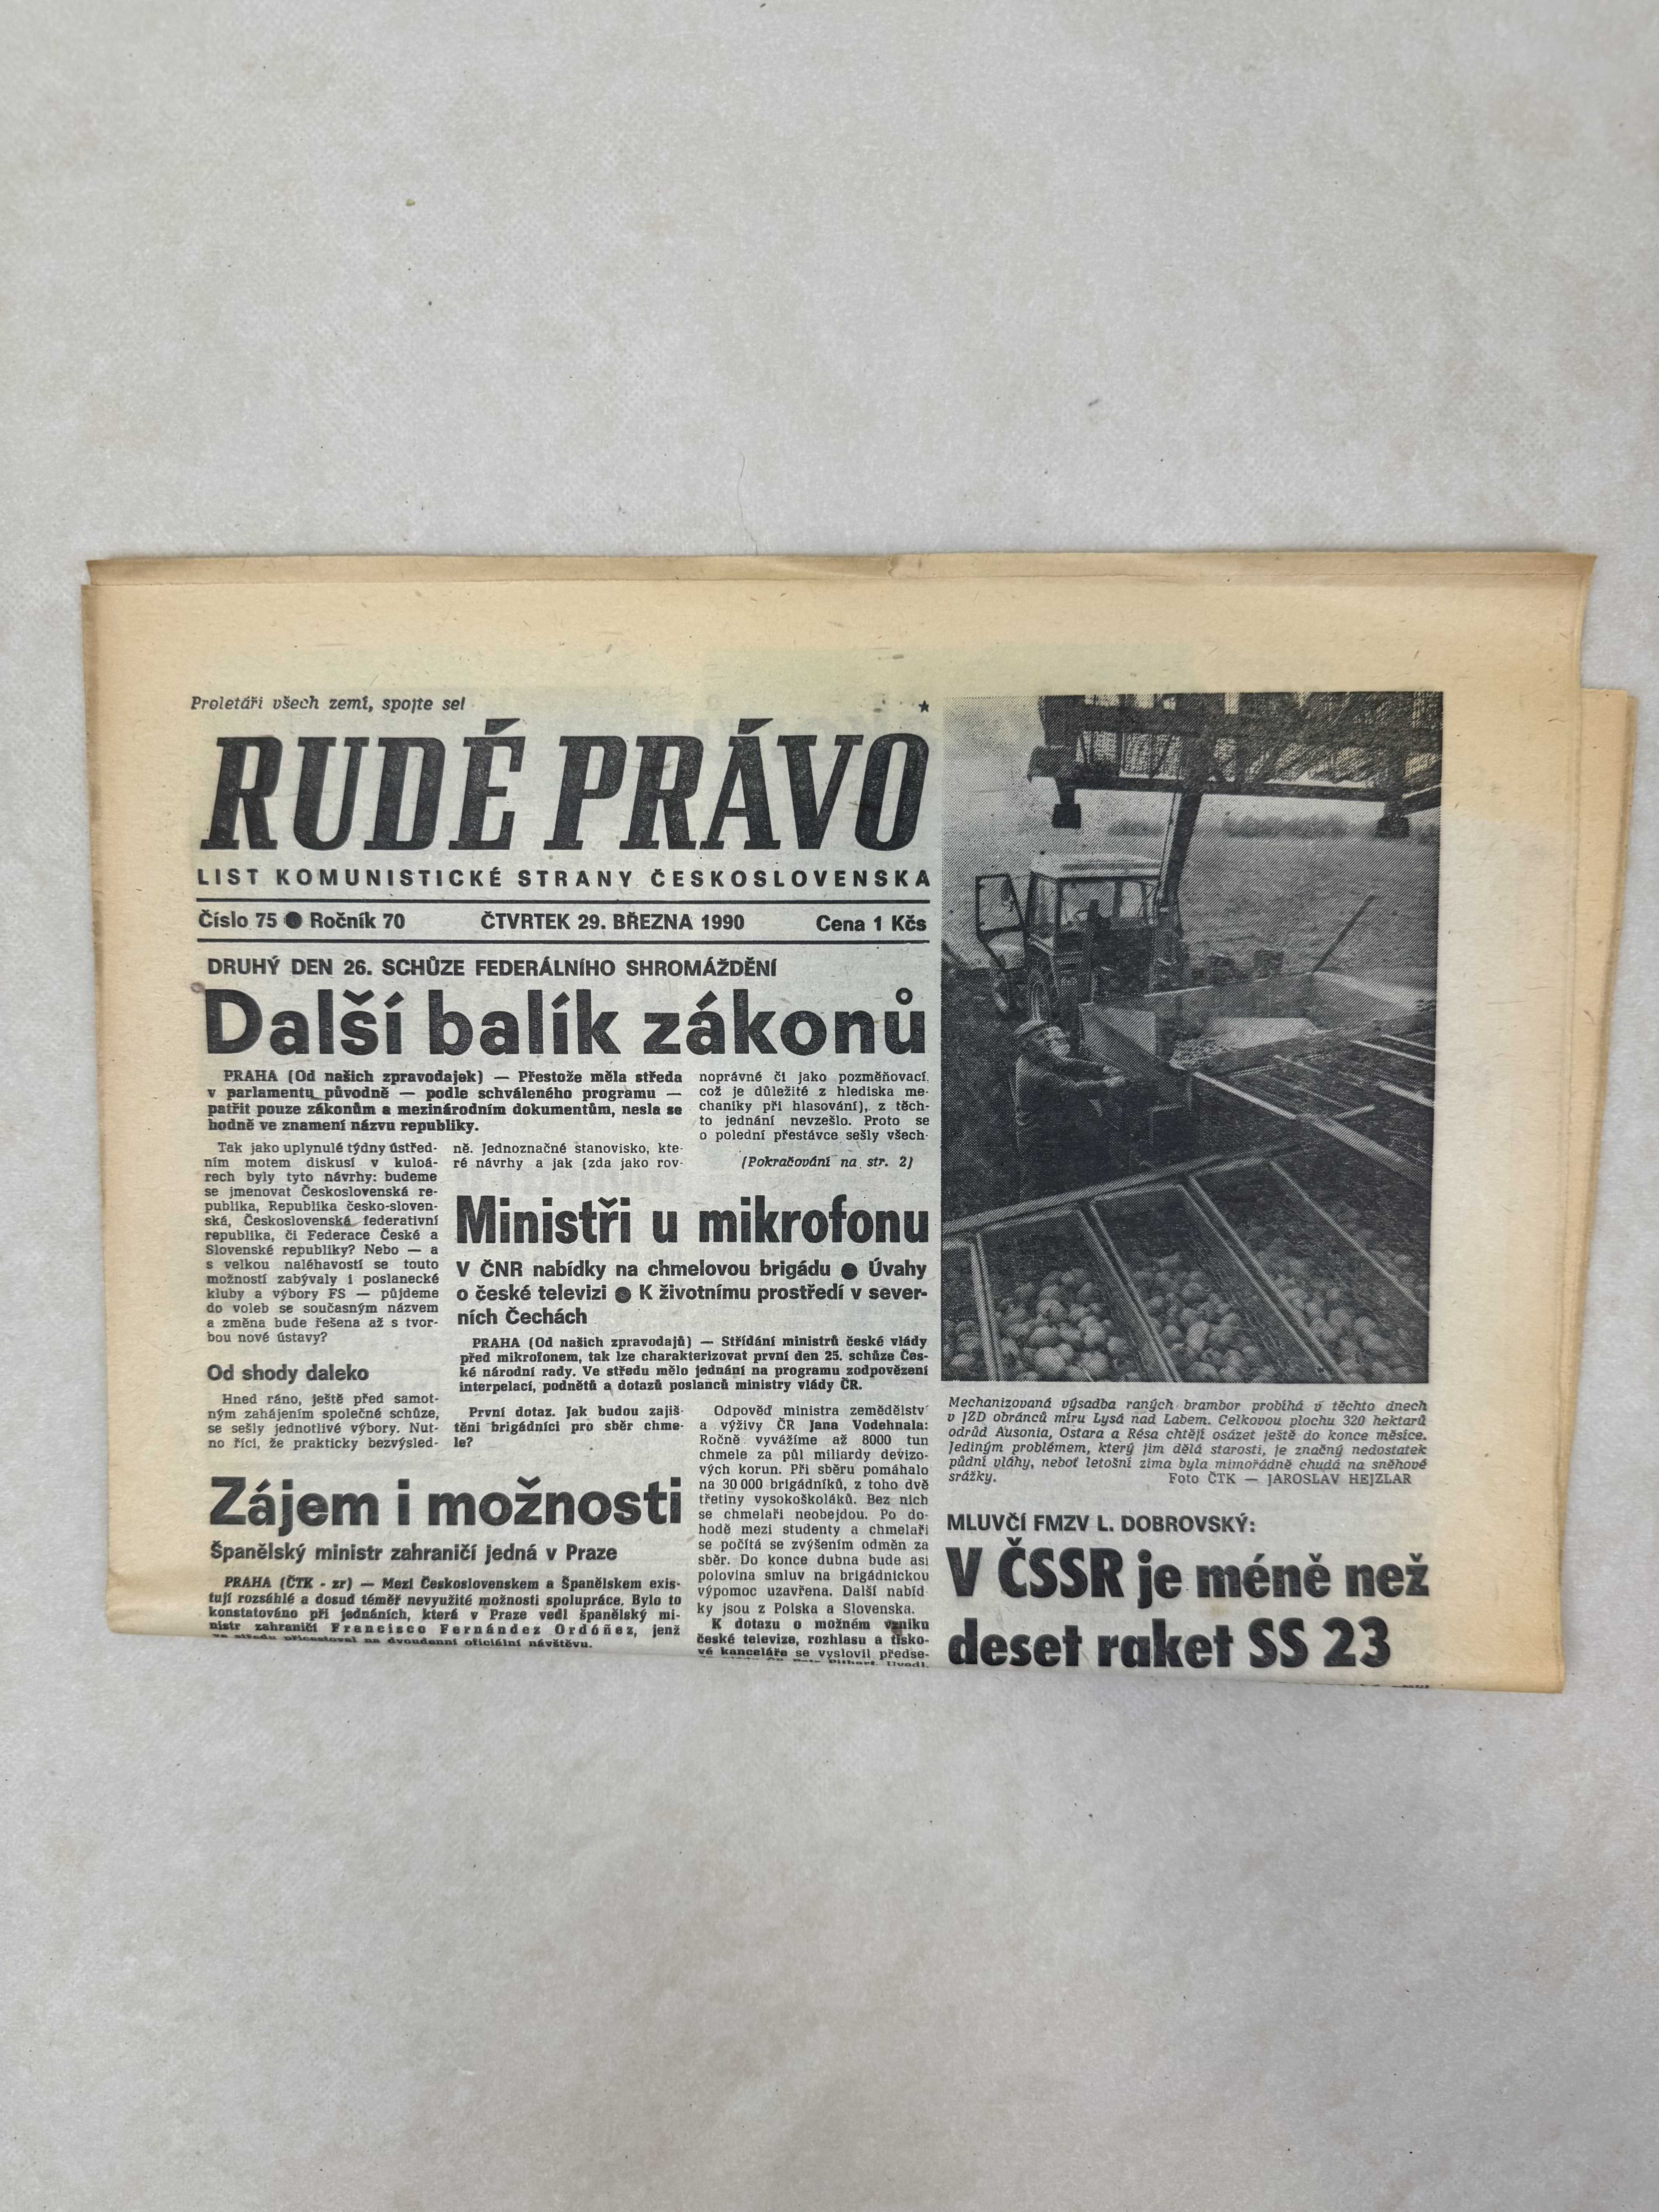 Proletáři všech zemí, spojte se!
★
RUDÉ PRÁVO
LIST KOMUNISTICKÉ STRANY ČESKOSLOVENSKA
Číslo 75 ● Ročník 70 ČTVRTEK 29. BŘEZNA 1990 Cena 1 Kčs
DRUHÝ DEN 26. SCHŮZE FEDERÁLNÍHO SHROMÁŽDĚNÍ
Další balík zákonů
PRAHA (Od našich zpravodajek) — Přestože měla středa
v parlamentu původně — podle schváleného programu —
patřit pouze zákonům a mezinárodním dokumentům, nesla se
hodně ve znamení názvu republiky.
Tak jako uplynulé týdny ústřed-
ním motem diskusí v kuloá-
rech byly tyto návrhy: budeme
se jmenovat Československá re-
publika, Republika česko-sloven-
ská, Československá federativní
republika, či Federace České a
Slovenské republiky? Nebo — a
s velkou naléhavostí se touto
možností zabývaly i poslanecké
kluby a výbory FS — půjdeme
do voleb se současným názvem
a změna bude řešena až s tvor-
bou nové ústavy?
Od shody daleko
Hned ráno, ještě před samot-
ným zahájením společné schůze,
se sešly jednotlivé výbory. Nut-
no říci, že prakticky bezvýsled-
ně. Jednoznačné stanovisko, kte-
ré návrhy a jak (zda jako rov-
noprávné či jako pozměňovací,
což je důležité z hlediska me-
chaniky při hlasování), z těch-
to jednání nevzešlo. Proto se
o polední přestávce sešly všech-
(Pokračování na str. 2)
Ministři u mikrofonu
V ČNR nabídky na chmelovou brigádu ● Úvahy
o české televizi ● K životnímu prostředí v sever-
ních Čechách
PRAHA (Od našich zpravodajů) — Střídání ministrů české vlády
před mikrofonem, tak lze charakterizovat první den 25. schůze Čes-
ké národní rady. Ve středu mělo jednání na programu zodpovězení
interpelací, podnětů a dotazů poslanců ministry vlády ČR.
První dotaz. Jak budou zajiš-
těni brigádníci pro sběr chme-
le?
Odpověď ministra zemědělství
a výživy ČR Jana Vodehnala:
Ročně vyvážíme až 8000 tun
chmele za půl miliardy devizo-
vých korun. Při sběru pomáhalo
na 30 000 brigádníků, z toho dvě
třetiny vysokoškoláků. Bez nich
se chmelaři neobejdou. Po do-
hodě mezi studenty a chmelaři
se počítá se zvýšením odměn za
sběr. Do konce dubna bude asi
polovina smluv na brigádnickou
výpomoc uzavřena. Další nabíd-
ky jsou z Polska a Slovenska.
K dotazu o možném vzniku
české televize, rozhlasu a tisko-
vé kanceláře se vyslovil předse-
Petr Pithart. Uvedl,
Zájem i možnosti
Španělský ministr zahraničí jedná v Praze
PRAHA (ČTK - zr) — Mezi Československem a Španělskem exis-
tují rozsáhlé a dosud téměř nevyužité možnosti spolupráce. Bylo to
konstatováno při jednáních, která v Praze vedl španělský mi-
nistr zahraničí Francisco Fernández Ordóñez, jenž
ve středu přicestoval na dvoudenní oficiální návštěvu.
Mechanizovaná výsadba raných brambor probíhá v těchto dnech
v JZD obránců míru Lysá nad Labem. Celkovou plochu 320 hektarů
odrůd Ausonia, Ostara a Résa chtějí osázet ještě do konce měsíce.
Jediným problémem, který jim dělá starosti, je značný nedostatek
půdní vláhy, neboť letošní zima byla mimořádně chudá na sněhové
srážky. Foto ČTK — JAROSLAV HEJZLAR
MLUVČÍ FMZV L. DOBROVSKÝ:
V ČSSR je méně než
deset raket SS 23